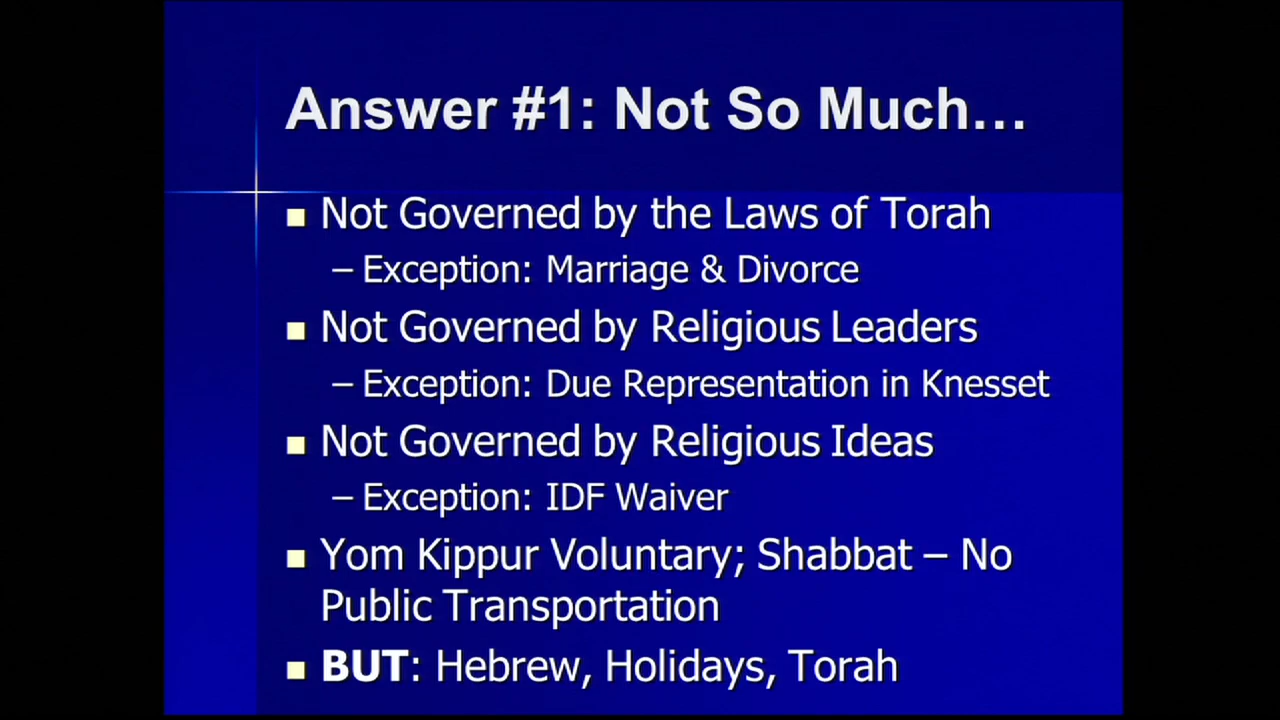 Answer #1: Not So Much…
Not Governed by the Laws of Torah
– Exception: Marriage & Divorce
Not Governed by Religious Leaders
– Exception: Due Representation in Knesset
Not Governed by Religious Ideas
– Exception: IDF Waiver
Yom Kippur Voluntary; Shabbat – No
Public Transportation
BUT: Hebrew, Holidays, Torah